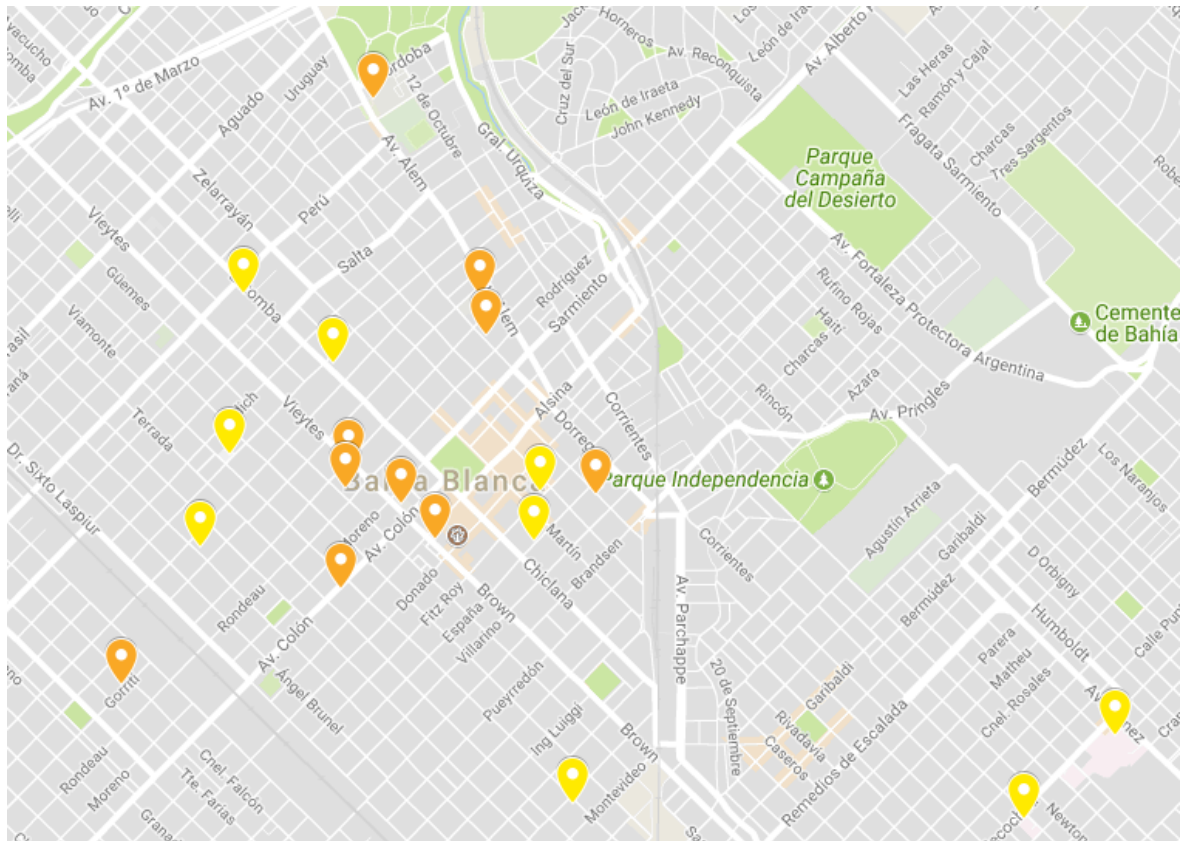 Av. 1º de Marzo
Aguado
Uruguay
12 de Octubre
Av. Alem
Gral. Urquiza
Cruz del Sur
Horneros
Av. Reconquista
León de Iraeta
León de Iraeta
John Kennedy
Av. Alberto
Las Heras
Ramón y Cajal
Charcas
Tres Sargentos
Fragata Sarmiento
Parque
Campaña
del Desierto
Zelarrayán
Perú
Vieytes
Salta
Güemes
Viamonte
Rodríguez
Sarmiento
Av. Fortaleza Protectora Argentina
Rufino Rojas
Haití
Charcas
Azara
Rincón
Cemente
de Bahía
Av. Pringles
Terrada
Vieytes
Alsina
Corrientes
Dr. Sixto Laspiur
Bahía Blanca
Parque Independencia
Bermúdez
Los Naranjos
Agustín Arrieta
Garibaldi
Moreno
Av. Colón
Martín
Brandsen
Chiclana
Corrientes
Donado
Fitz Roy
España
Villarino
Brown
Av. Parchappe
Bermúdez
D Orbigny
Humboldt
Calle Pun
Rondeau
Av. Colón
Ángel Brunel
Gorriti
Pueyrredón
20 de Septiembre
Garibaldi
Rivadavia
Caseros
Parera
Matheu
Cnel. Rosales
Remedios de Escalada
Ing Luiggi
Brown
Montevideo
Rondeau
Moreno
Cnel. Falcón
Tte. Farías
Newton